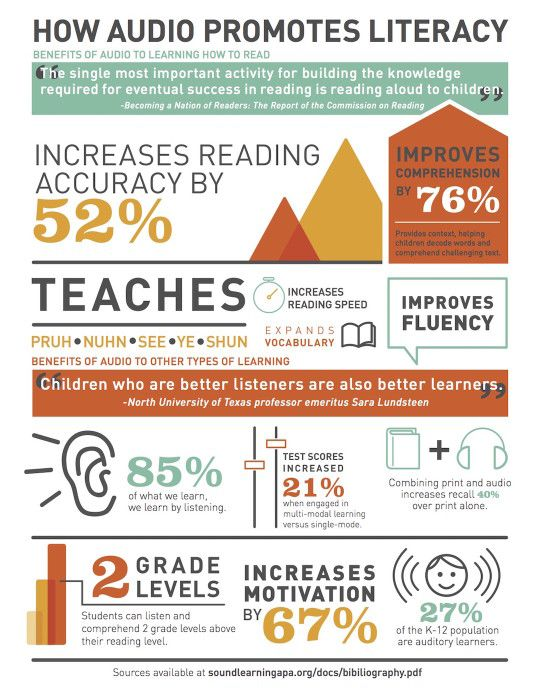 HOW AUDIO PROMOTES LITERACY
BENEFITS OF AUDIO TO LEARNING HOW TO READ
“The single most important activity for building the knowledge
required for eventual success in reading is reading aloud to children.”
-Becoming a Nation of Readers: The Report of the Commission on Reading
INCREASES READING
ACCURACY BY
52%
IMPROVES
COMPREHENSION
BY 76%
Provides context, helping
children decode words and
comprehend challenging text.
TEACHES
PRUH•NUHN•SEE•YE•SHUN
INCREASES
READING SPEED
EXPANDS
VOCABULARY
IMPROVES
FLUENCY
BENEFITS OF AUDIO TO OTHER TYPES OF LEARNING
“Children who are better listeners are also better learners.”
-North University of Texas professor emeritus Sara Lundsteen
85%
of what we learn,
we learn by listening.
TEST SCORES
INCREASED
21%
when engaged in
multi-modal learning
versus single-mode.
+
Combining print and audio
increases recall 40%
over print alone.
2 GRADE
LEVELS
Students can listen and
comprehend 2 grade levels above
their reading level.
INCREASES
MOTIVATION
BY 67%
27%
of the K-12 population
are auditory learners.
Sources available at soundlearningapa.org/docs/bibiliography.pdf